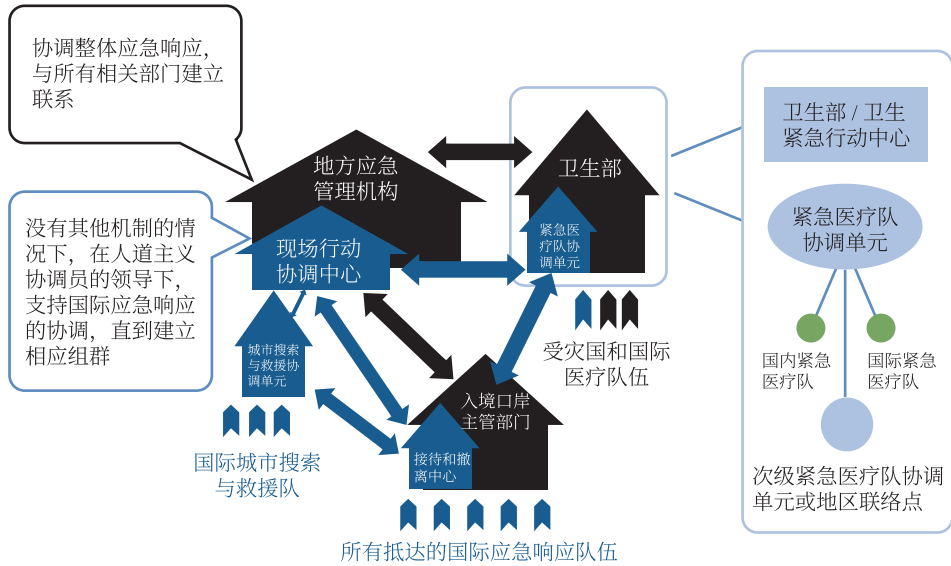 协调整体应急响应，
与所有相关部门建立
联系
没有其他机制的情
况下，在人道主义
协调员的领导下，
支持国际应急响应
的协调，直到建立
相应组群
地方应急
管理机构
现场行动
协调中心
城市搜索
与救援协
调单元
国际城市搜索
与救援队
卫生部
紧急医
疗队协
调单元
受灾国和国际
医疗队伍
入境口岸
主管部门
接待和撤
离中心
所有抵达的国际应急响应队伍
卫生部 / 卫生
紧急行动中心
紧急医疗队
协调单元
国内紧急
医疗队
国际紧急
医疗队
次级紧急医疗队协调
单元或地区联络点